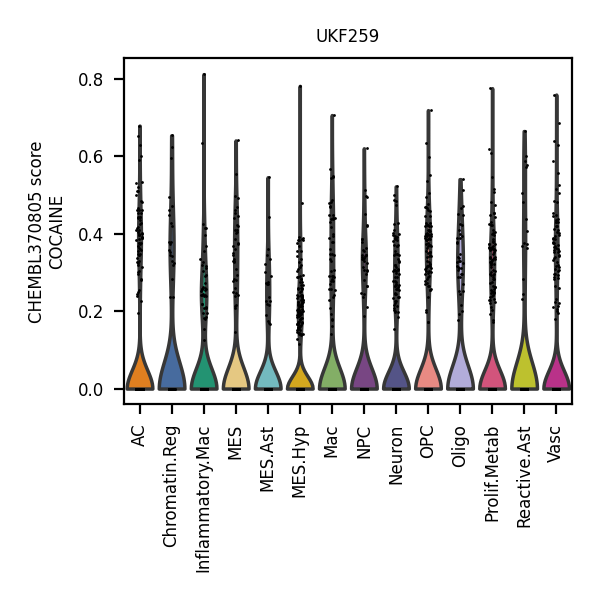 UKF259
CHEMBL370805 score
COCAINE
0.8
0.6
0.4
0.2
0.0
AC
Chromatin.Reg
Inflammatory.Mac
MES
MES.Ast
MES.Hyp
Mac
NPC
Neuron
OPC
Oligo
Prolif.Metab
Reactive.Ast
Vasc